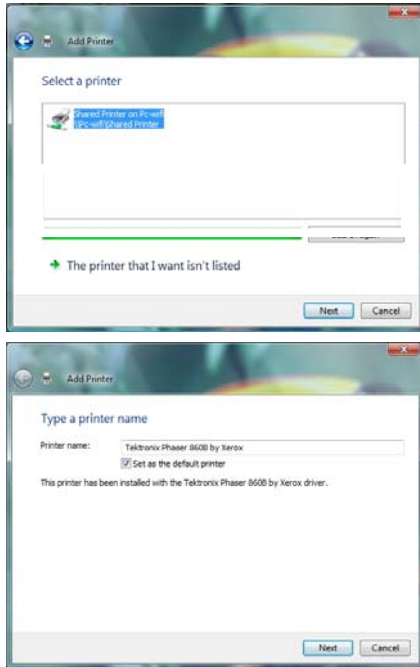 Add Printer
Select a printer
Shared Printer on Pc-wifi
\\Pc-wifi\Shared Printer
The printer that I want isn't listed
Next
Cancel
Add Printer
Type a printer name
Printer name:
Tektronix Phaser 860B by Xerox
Set as the default printer
This printer has been installed with the Tektronix Phaser 860B by Xerox driver.
Next
Cancel